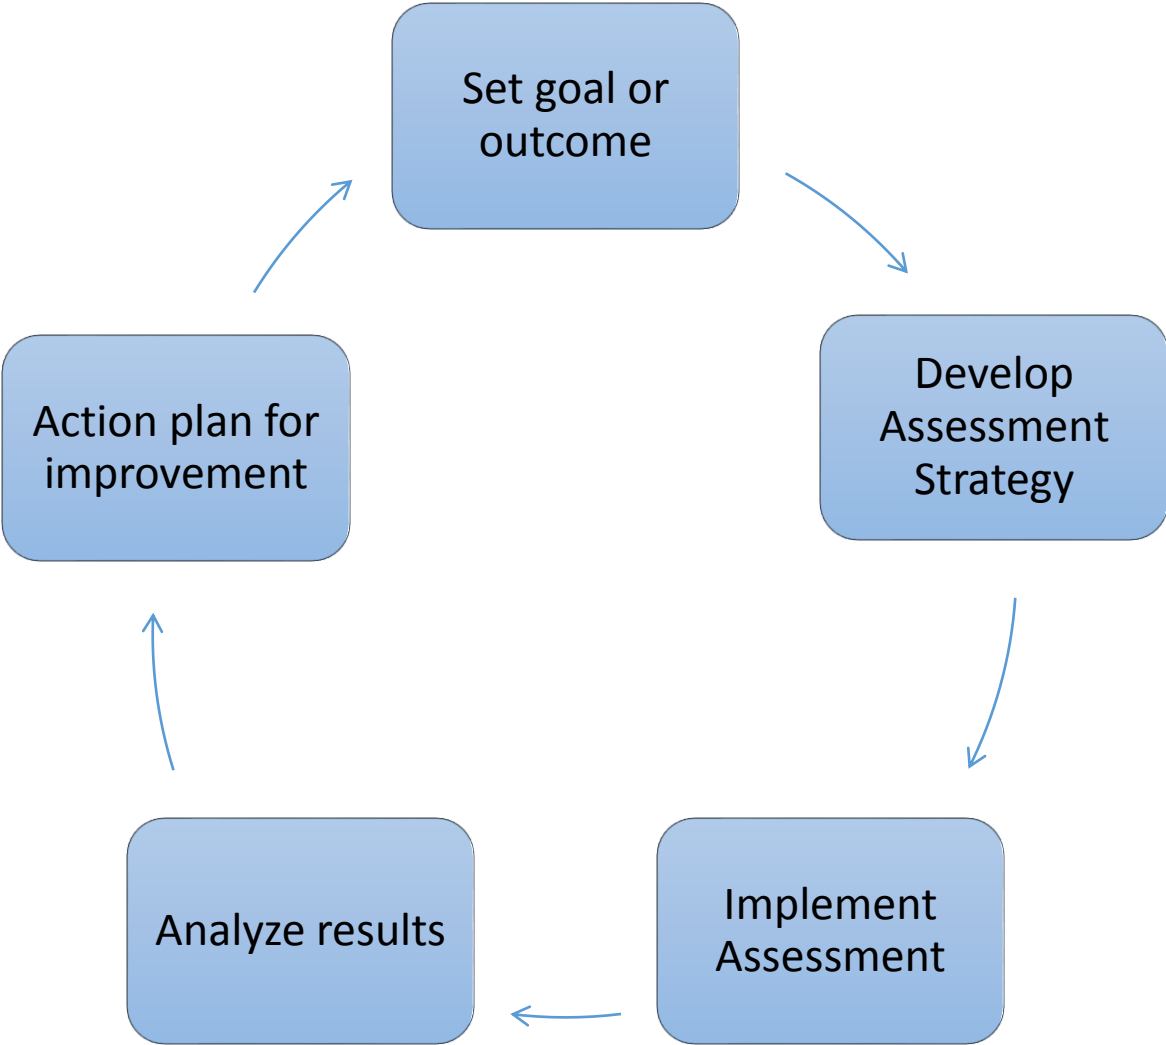 Set goal or
outcome
Develop
Assessment
Strategy
Implement
Assessment
Analyze results
Action plan for
improvement